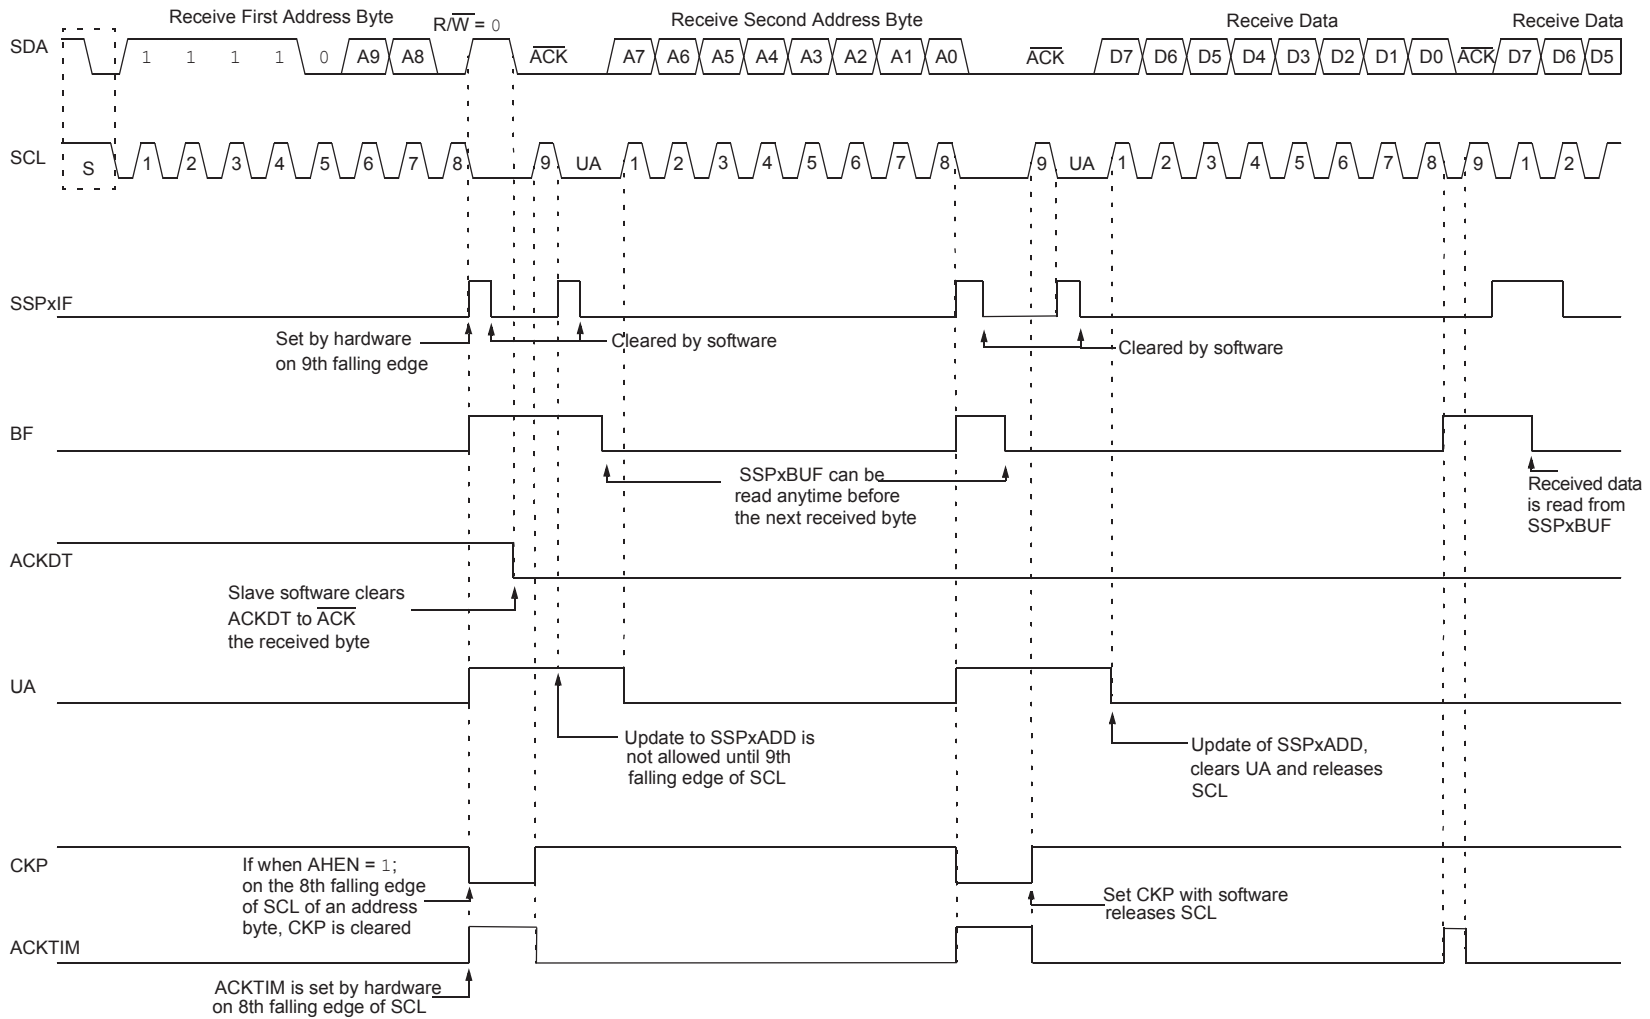 Receive First Address Byte
R/W = 0
Receive Second Address Byte
Receive Data
Receive Data
SDA
1 1 1 1 0 A9 A8
ACK
A7 A6 A5 A4 A3 A2 A1 A0
ACK
D7 D6 D5 D4 D3 D2 D1 D0
ACK
D7 D6 D5
SCL
S
1 2 3 4 5 6 7 8 9
UA
1 2 3 4 5 6 7 8 9
UA
1 2 3 4 5 6 7 8 9 1 2
SSPxIF
Set by hardware
on 9th falling edge
Cleared by software
Cleared by software
BF
SSPxBUF can be
read anytime before
the next received byte
Received data
is read from
SSPxBUF
ACKDT
Slave software clears
ACKDT to ACK
the received byte
UA
Update to SSPxADD is
not allowed until 9th
falling edge of SCL
Update of SSPxADD,
clears UA and releases
SCL
CKP
If when AHEN = 1;
on the 8th falling edge
of SCL of an address
byte, CKP is cleared
Set CKP with software
releases SCL
ACKTIM
ACKTIM is set by hardware
on 8th falling edge of SCL